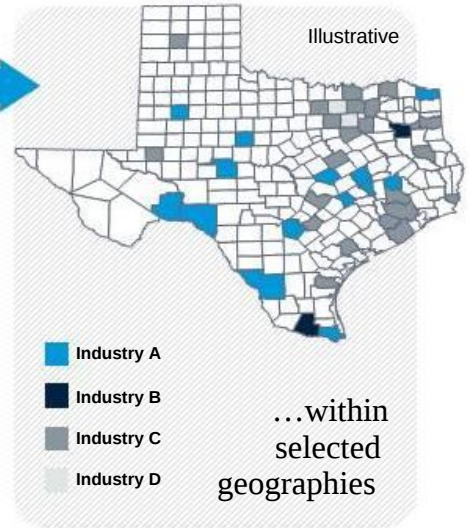 Illustrative
Industry A
Industry B
Industry C
Industry D
…within
selected
geographies